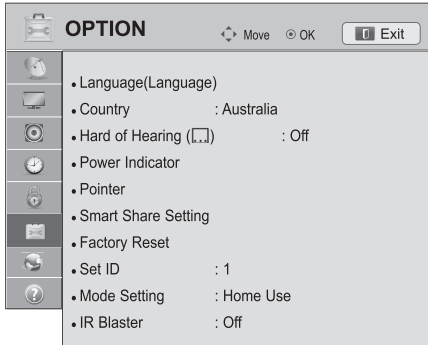 OPTION Move OK Exit
• Language(Language)
• Country : Australia
• Hard of Hearing ( ) : Off
• Power Indicator
• Pointer
• Smart Share Setting
• Factory Reset
• Set ID : 1
• Mode Setting : Home Use
• IR Blaster : Off
?